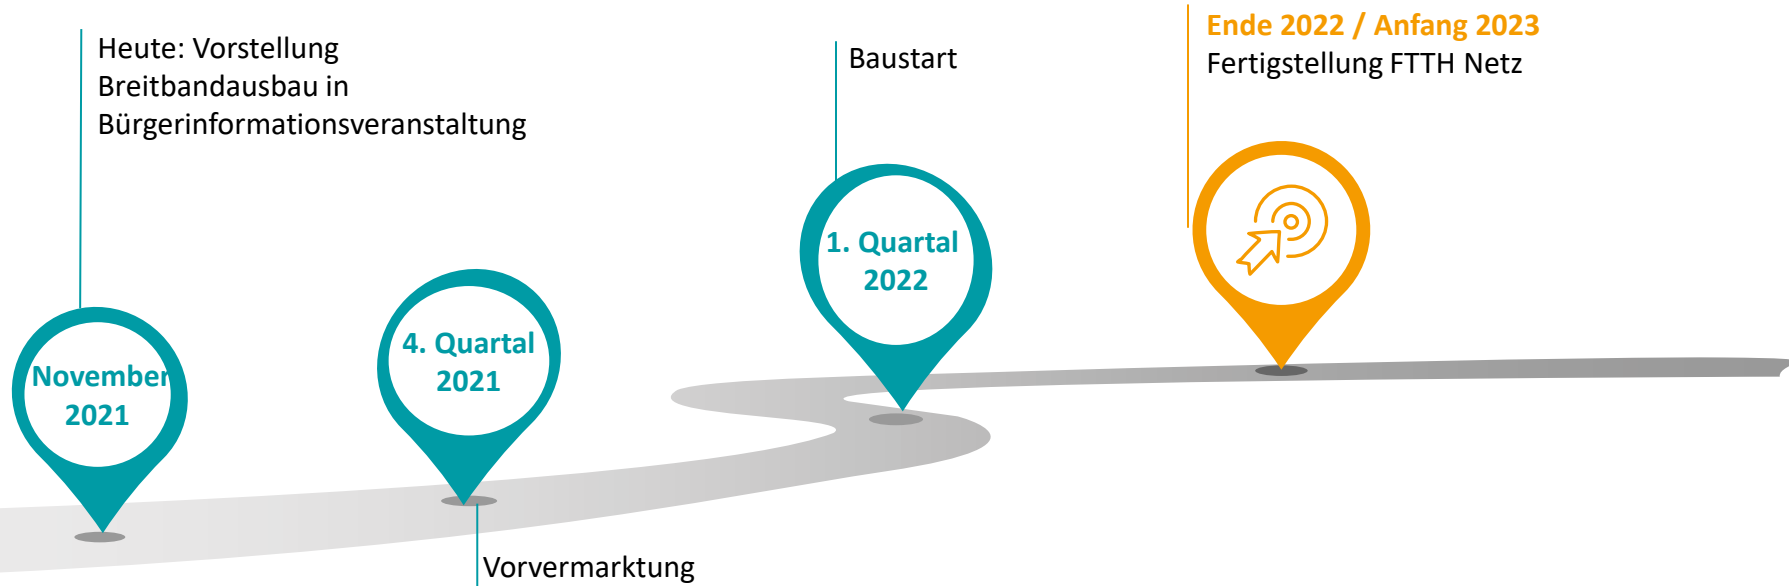 Heute: Vorstellung
Breitbandausbau in
Bürgerinformationsveranstaltung
November
2021
4. Quartal
2021
Vorvermarktung
Baustart
1. Quartal
2022
Ende 2022 / Anfang 2023
Fertigstellung FTTH Netz